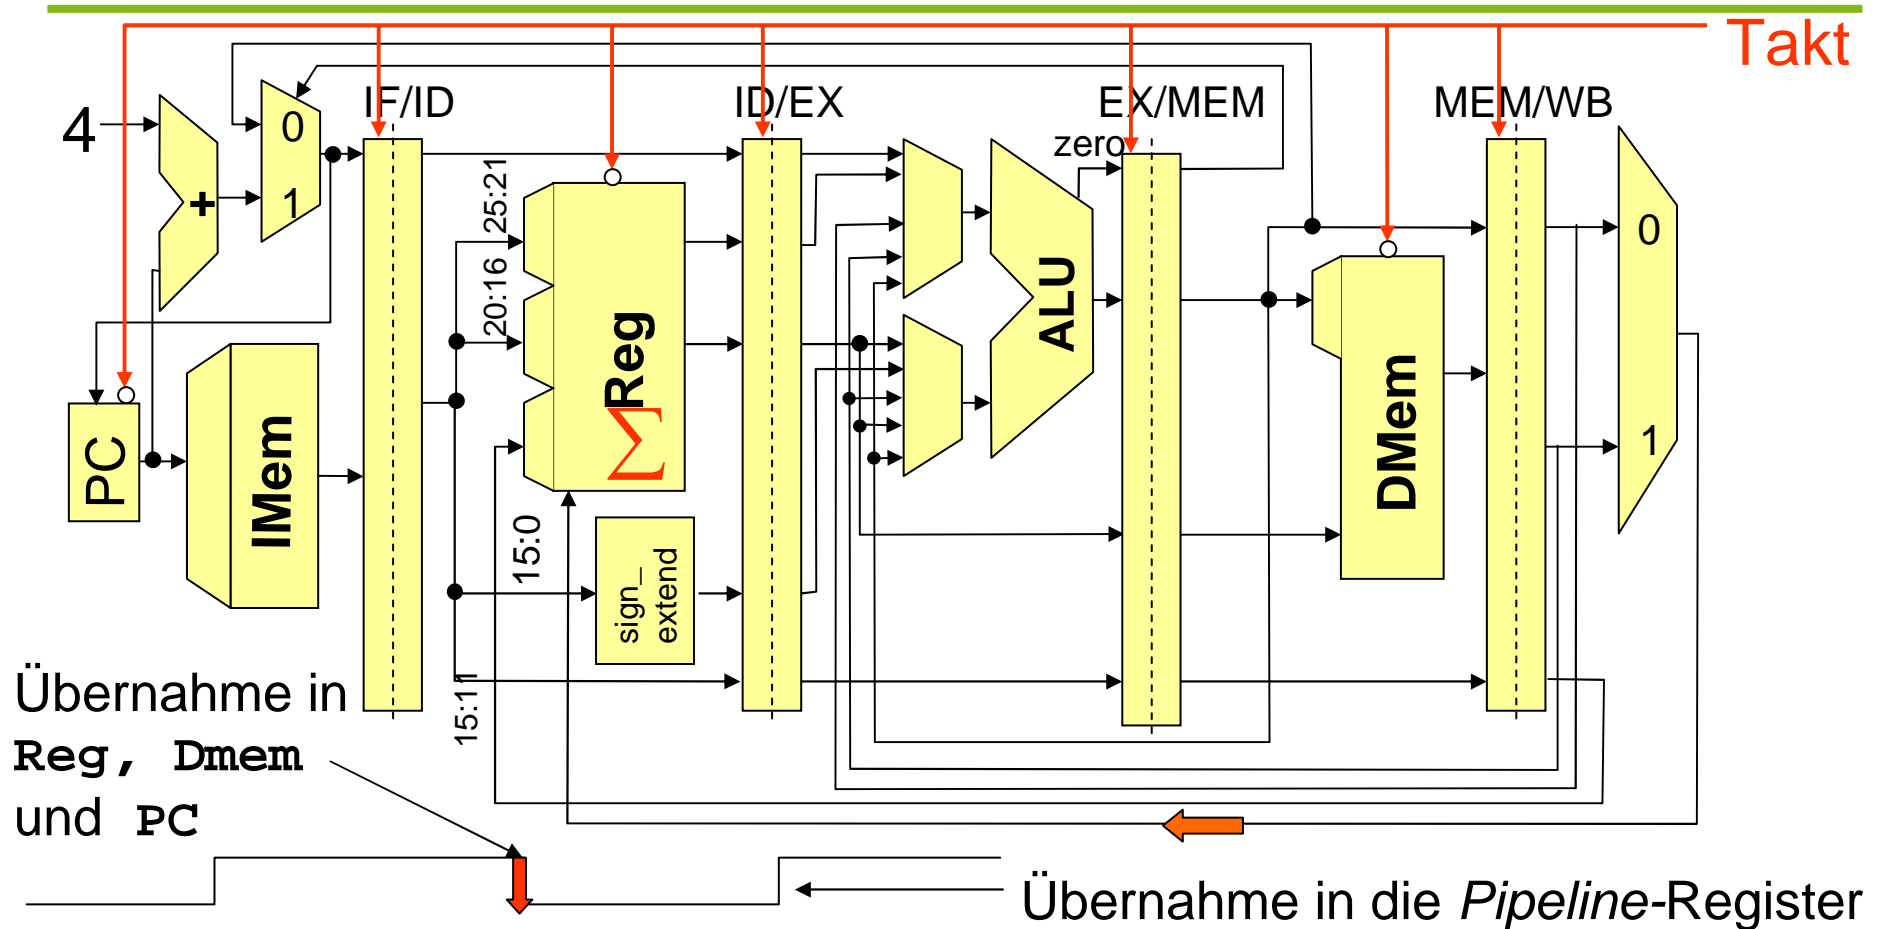 Takt
IF/ID
ID/EX
EX/MEM
MEM/WB
4
0
1
+
zero
25:21
20:16
Reg
∑
ALU
0
1
DMem
PC
IMem
15:0
sign_
extend
15:11
Übernahme in
Reg, Dmem
und PC
Übernahme in die Pipeline-Register